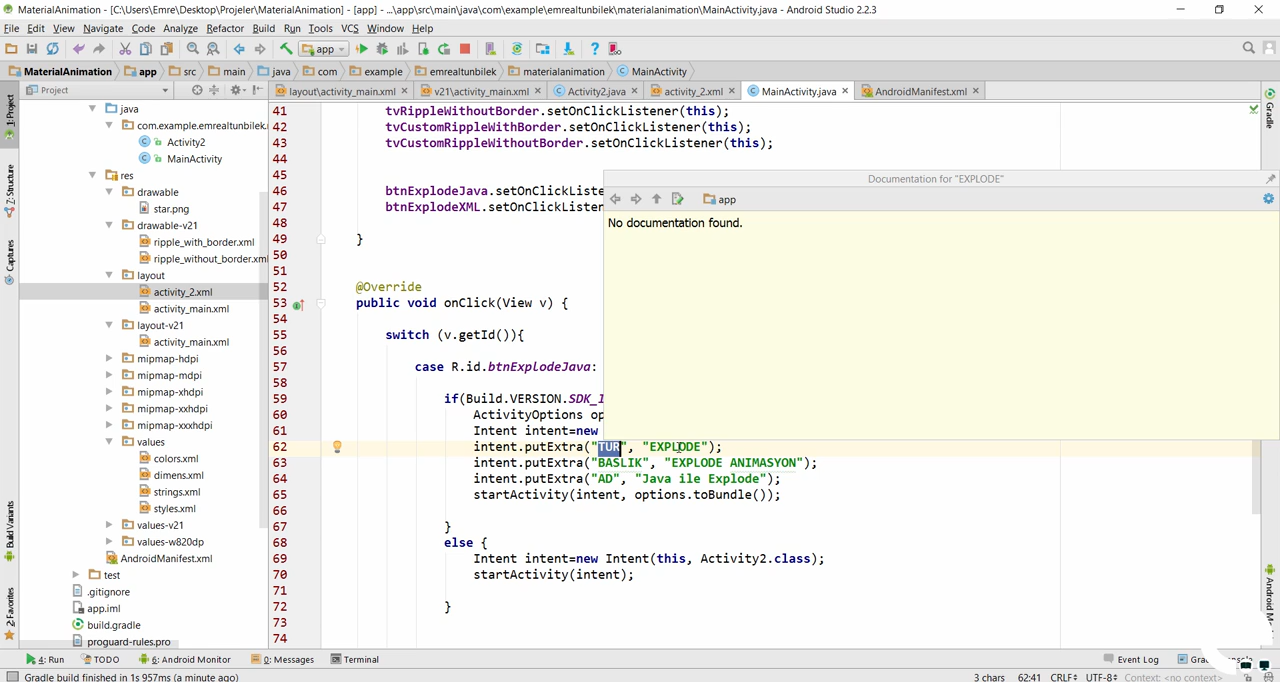 MaterialAnimation - [C:\Users\Emre\Desktop\Projeler\MaterialAnimation] - [app] - ...\app\src\main\java\com\example\emrealtunbilek\materialanimation\MainActivity.java - Android Studio 2.2.3
File Edit View Navigate Code Analyze Refactor Build Run Tools VCS Window Help
app
MaterialAnimation app src main java com example emrealtunbilek materialanimation MainActivity
Project
layout\activity_main.xml v21\activity_main.xml Activity2.java activity_2.xml MainActivity.java AndroidManifest.xml
1: Project
7: Structure
Captures
Build Variants
2: Favorites
java
com.example.emrealtunbilek.
Activity2
MainActivity
res
drawable
star.png
drawable-v21
ripple_with_border.xml
ripple_without_border.xm
layout
activity_2.xml
activity_main.xml
layout-v21
activity_main.xml
mipmap-hdpi
mipmap-mdpi
mipmap-xhdpi
mipmap-xxhdpi
mipmap-xxxhdpi
values
colors.xml
dimens.xml
strings.xml
styles.xml
values-v21
values-w820dp
AndroidManifest.xml
test
.gitignore
app.iml
build.gradle
proguard-rules.pro
41 tvRippleWithoutBorder.setOnClickListener(this);
42 tvCustomRippleWithBorder.setOnClickListener(this);
43 tvCustomRippleWithoutBorder.setOnClickListener(this);
44
45
46 btnExplodeJava.setOnClickListe
47 btnExplodeXML.setOnClickListen
48
49 }
50
51
52 @Override
53 public void onClick(View v) {
54
55 switch (v.getId()){
56
57 case R.id.btnExplodeJava:
58
59 if(Build.VERSION.SDK_I
60 ActivityOptions op
61 Intent intent=new
62 intent.putExtra("TUR", "EXPLODE");
63 intent.putExtra("BASLIK", "EXPLODE ANIMASYON");
64 intent.putExtra("AD", "Java ile Explode");
65 startActivity(intent, options.toBundle());
66
67 }
68 else {
69 Intent intent=new Intent(this, Activity2.class);
70 startActivity(intent);
71
72 }
73
74
Documentation for "EXPLODE"
app
No documentation found.
Gradle
4: Run TODO 6: Android Monitor 0: Messages Terminal Event Log
Gradle build finished in 1s 957ms (a minute ago) 3 chars 62:41 CRLF UTF-8 Context: <no context>